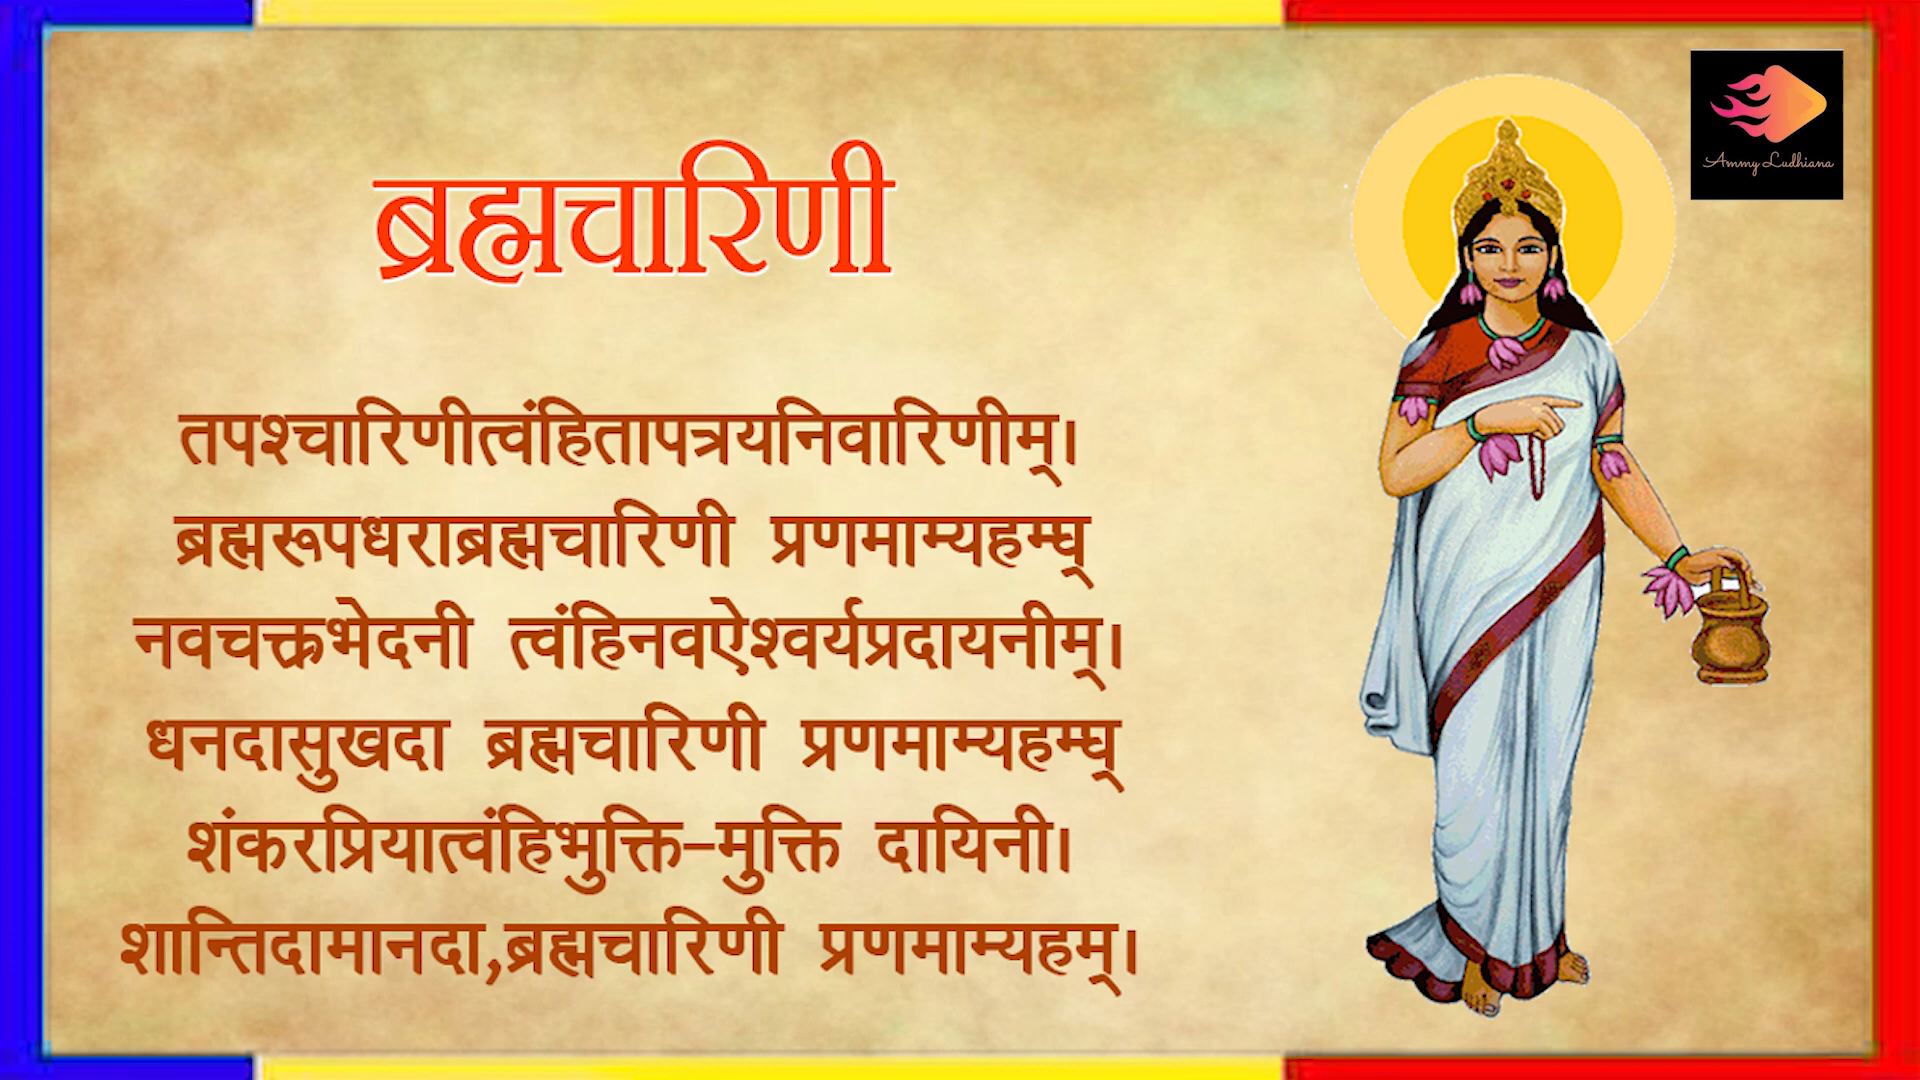 ब्रह्मचारिणी
Ammy Ludhiana
तपश्चारिणीत्वंहितापत्रयनिवारिणीम्।
ब्रह्मरूपधराब्रह्मचारिणी प्रणमाम्यहम्घ्
नवचक्त्रभेदनी त्वंहिनवऐश्वर्यप्रदायनीम्।
धनदासुखदा ब्रह्मचारिणी प्रणमाम्यहम्घ्
शंकरप्रियात्वंहिभुक्ति-मुक्ति दायिनी।
शान्तिदामानदा,ब्रह्मचारिणी प्रणमाम्यहम्।